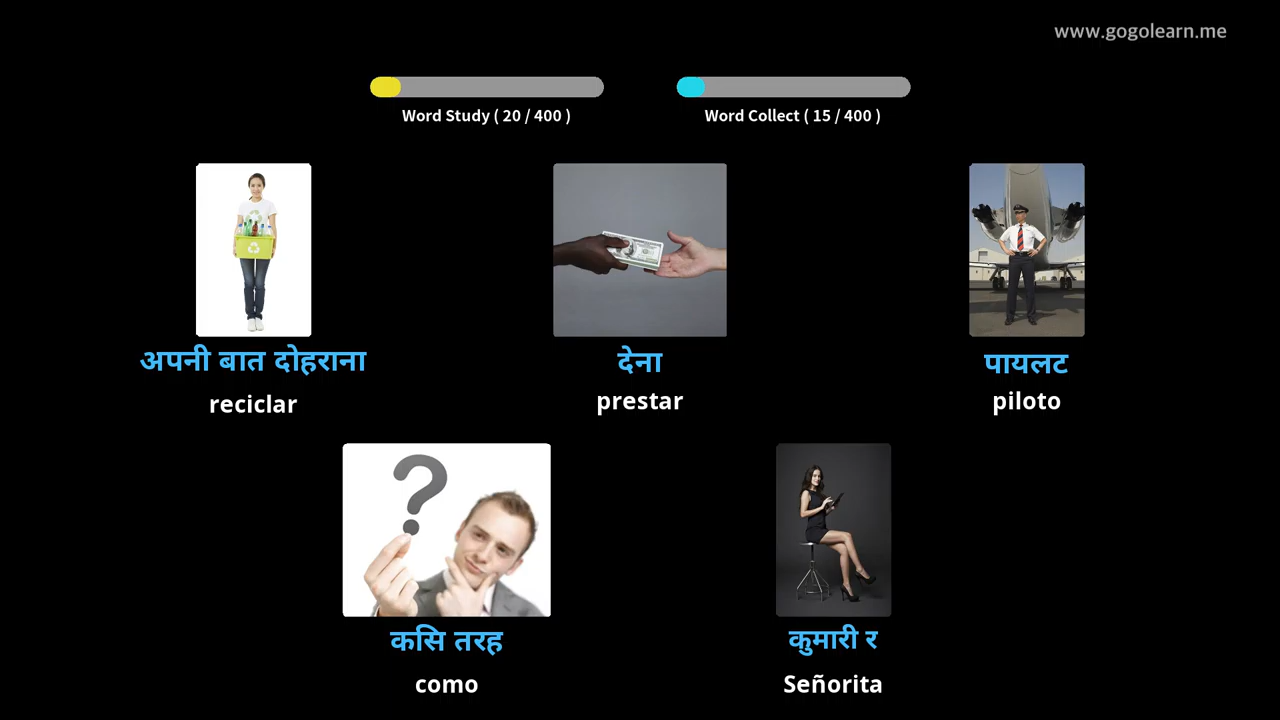 www.gogolearn.me
Word Study ( 20 / 400 )
Word Collect ( 15 / 400 )
अपनी बात दोहराना
reciclar
देना
prestar
पायलट
piloto
कसि तरह
como
कुमारी र
Señorita